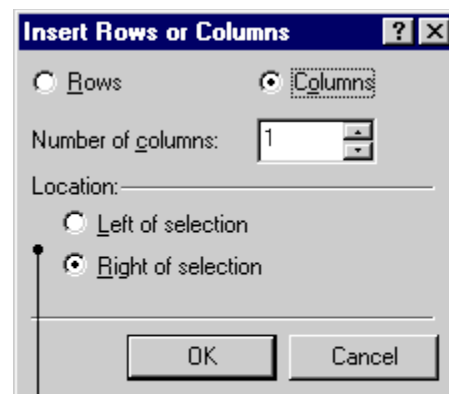 Insert Rows or Columns ? X
Rows Columns
Number of columns: 1
Location:
Left of selection
Right of selection
OK Cancel